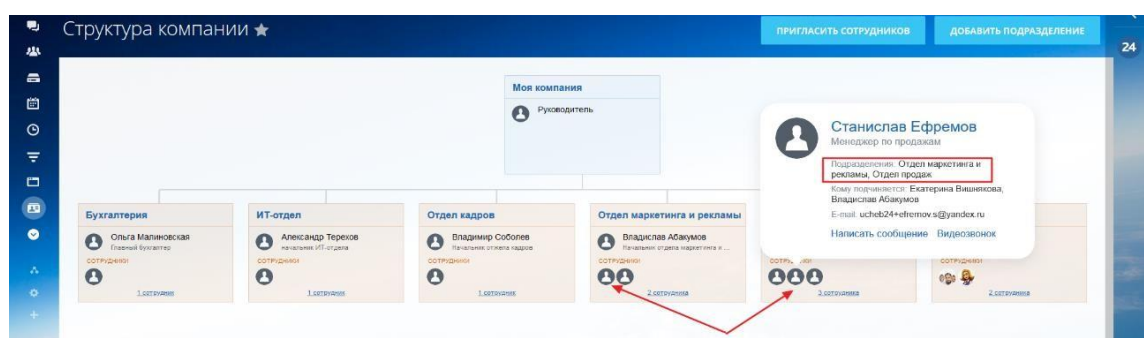 Структура компании
ПРИГЛАСИТЬ СОТРУДНИКОВ
ДОБАВИТЬ ПОДРАЗДЕЛЕНИЕ
24
Моя компания
Руководитель
Станислав Ефремов
Менеджер по продажам
Подразделения: Отдел маркетинга и
рекламы, Отдел продаж
Кому подчиняется: Екатерина Вишнякова,
Владислав Абакумов
E-mail: ucheb24+efremov.s@yandex.ru
Написать сообщение Видеозвонок
Бухгалтерия
Ольга Малиновская
Главный бухгалтер
СОТРУДНИКИ
1 сотрудник
ИТ-отдел
Александр Терехов
начальник ИТ-отдела
СОТРУДНИКИ
1 сотрудник
Отдел кадров
Владимир Соболев
Начальник отдела кадров
СОТРУДНИКИ
1 сотрудник
Отдел маркетинга и рекламы
Владислав Абакумов
Начальник отдела маркетинга и ...
СОТРУДНИКИ
2 сотрудника
3 сотрудника
СОТРУДНИКИ
2 сотрудника